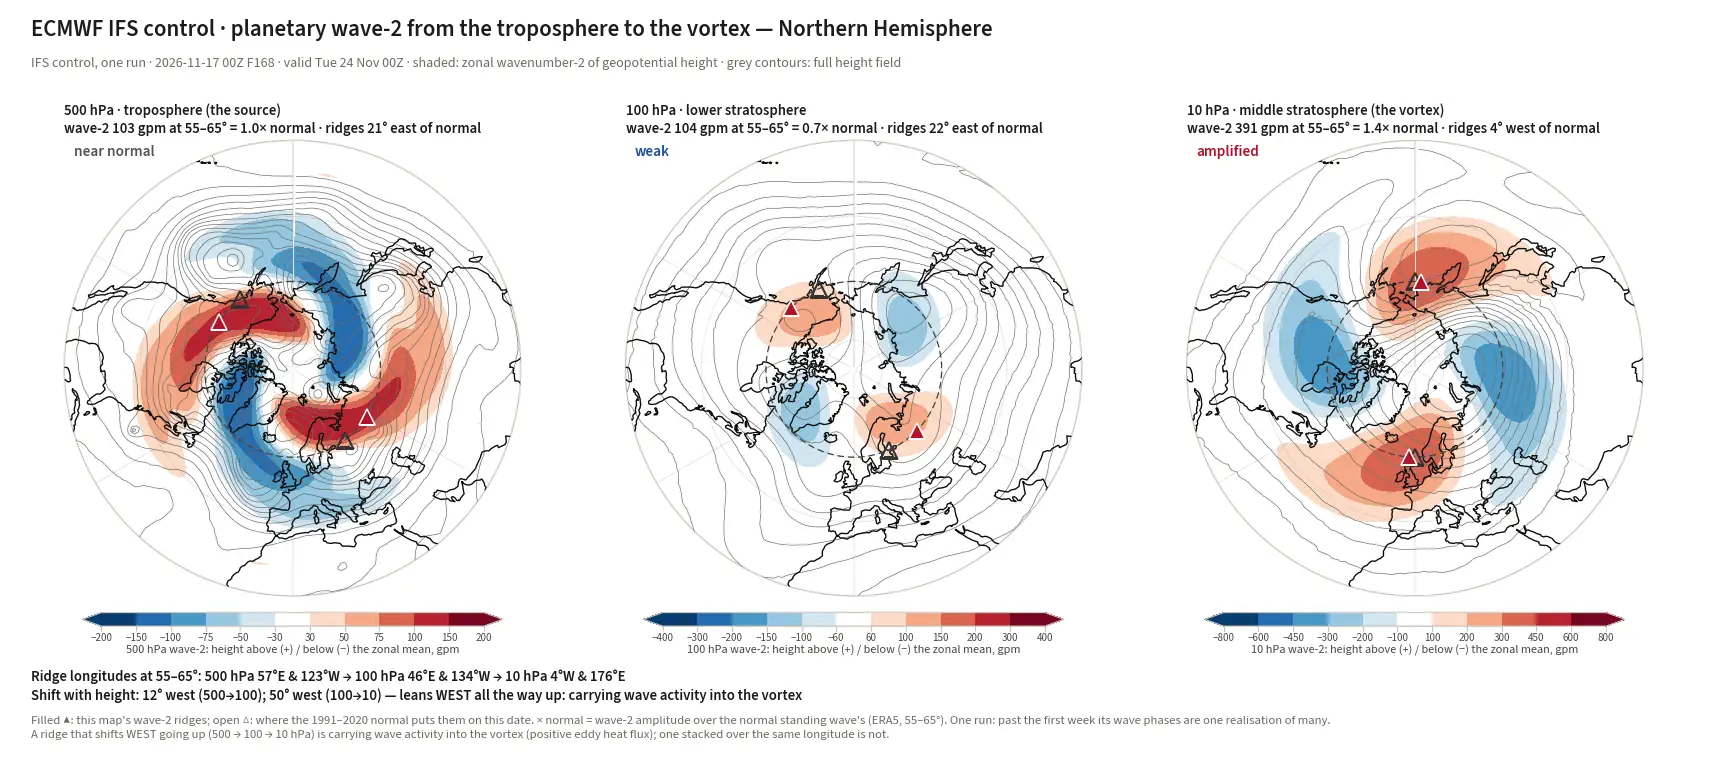 ECMWF IFS control · planetary wave-2 from the troposphere to the vortex — Northern Hemisphere
IFS control, one run · 2026-11-17 00Z F168 · valid Tue 24 Nov 00Z · shaded: zonal wavenumber-2 of geopotential height · grey contours: full height field
500 hPa · troposphere (the source)
wave-2 103 gpm at 55–65° = 1.0× normal · ridges 21° east of normal
near normal
100 hPa · lower stratosphere
wave-2 104 gpm at 55–65° = 0.7× normal · ridges 22° east of normal
weak
10 hPa · middle stratosphere (the vortex)
wave-2 391 gpm at 55–65° = 1.4× normal · ridges 4° west of normal
amplified
−200 −150 −100 −75 −50 −30 30 50 75 100 150 200
500 hPa wave-2: height above (+) / below (−) the zonal mean, gpm
−400 −300 −200 −150 −100 −60 60 100 150 200 300 400
100 hPa wave-2: height above (+) / below (−) the zonal mean, gpm
−800 −600 −450 −300 −200 −100 100 200 300 450 600 800
10 hPa wave-2: height above (+) / below (−) the zonal mean, gpm
Ridge longitudes at 55–65°: 500 hPa 57°E & 123°W → 100 hPa 46°E & 134°W → 10 hPa 4°W & 176°E
Shift with height: 12° west (500→100); 50° west (100→10) — leans WEST all the way up: carrying wave activity into the vortex
Filled ▲: this map's wave-2 ridges; open △: where the 1991–2020 normal puts them on this date. × normal = wave-2 amplitude over the normal standing wave's (ERA5, 55–65°). One run: past the first week its wave phases are one realisation of many.
A ridge that shifts WEST going up (500 → 100 → 10 hPa) is carrying wave activity into the vortex (positive eddy heat flux); one stacked over the same longitude is not.